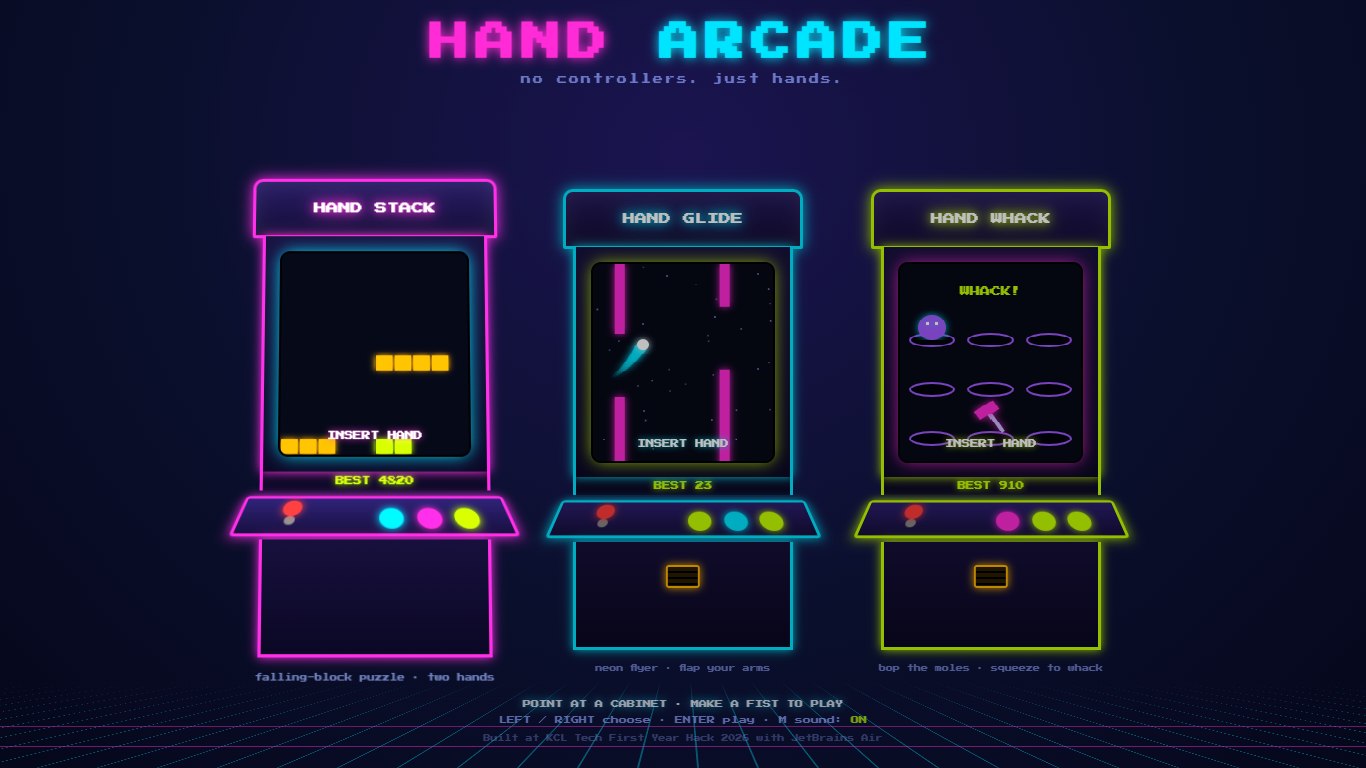 HAND ARCADE
no controllers. just hands.
HAND STACK
INSERT HAND
BEST 4820
falling-block puzzle · two hands
HAND GLIDE
INSERT HAND
BEST 23
neon flyer · flap your arms
HAND WHACK
WHACK!
INSERT HAND
BEST 910
bop the moles · squeeze to whack
POINT AT A CABINET · MAKE A FIST TO PLAY
LEFT / RIGHT choose · ENTER play · M sound: ON
Built at KCL Tech First Year Hack 2026 with JetBrains Air